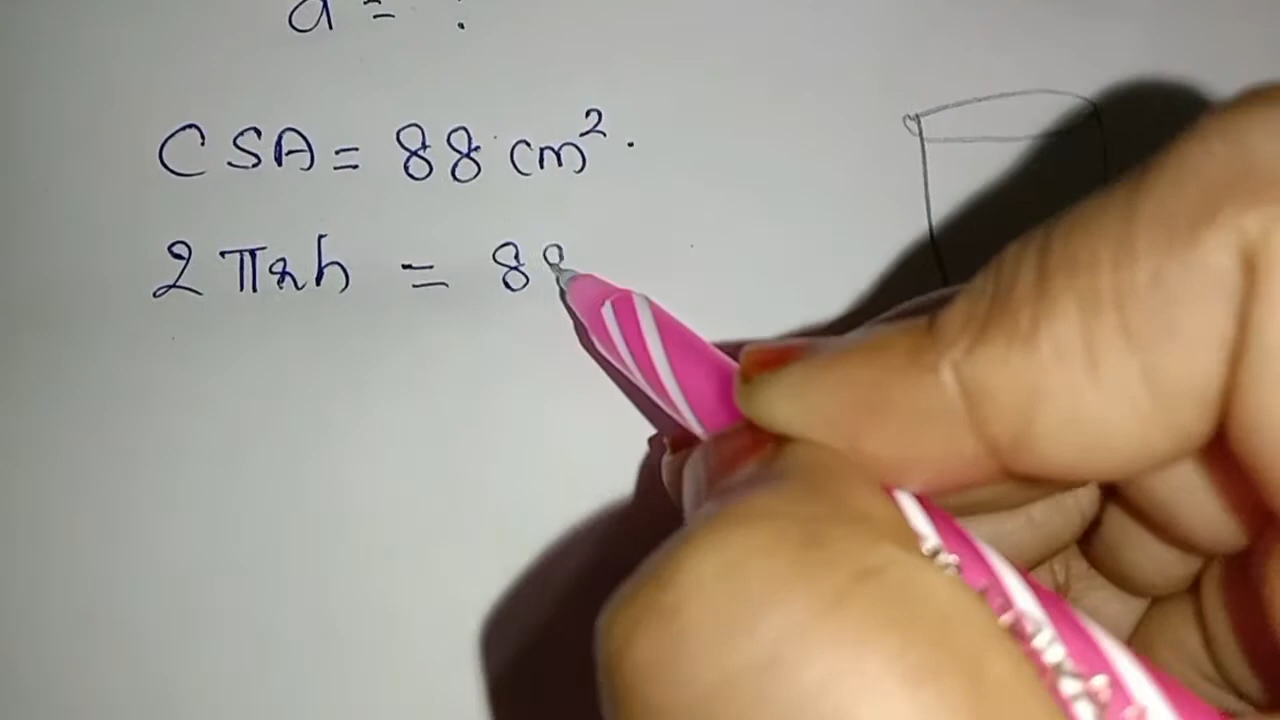 d = ?
CSA = 88 cm².
2πrh = 88